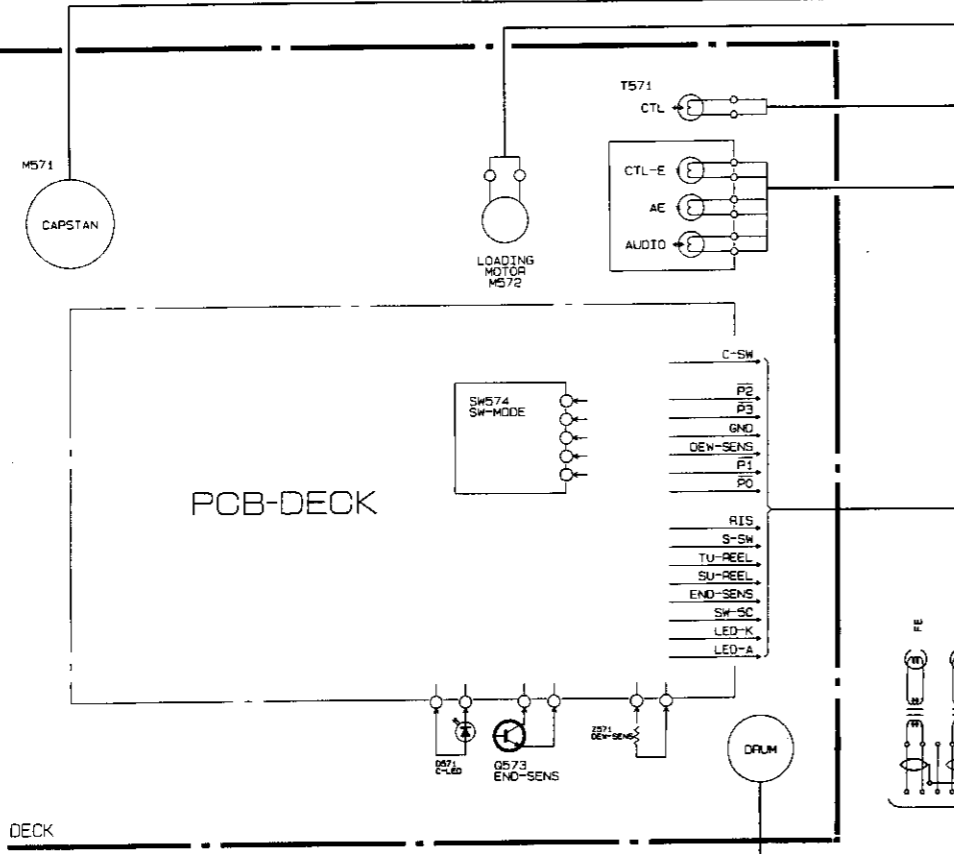 T571
CTL
M571
CTL-E
CAPSTAN
AE
AUDIO
LOADING
MOTOR
M572
C-SW
SW574
SW-MODE
P2
P3
GND
DEW-SENS
P1
P0
PCB-DECK
RIS
S-SW
TU-REEL
SU-REEL
END-SENS
SW-5C
LED-K
LED-A
FE
Z571
DEW-SENS
DRUM
D571
C-LED
Q573
END-SENS
DECK